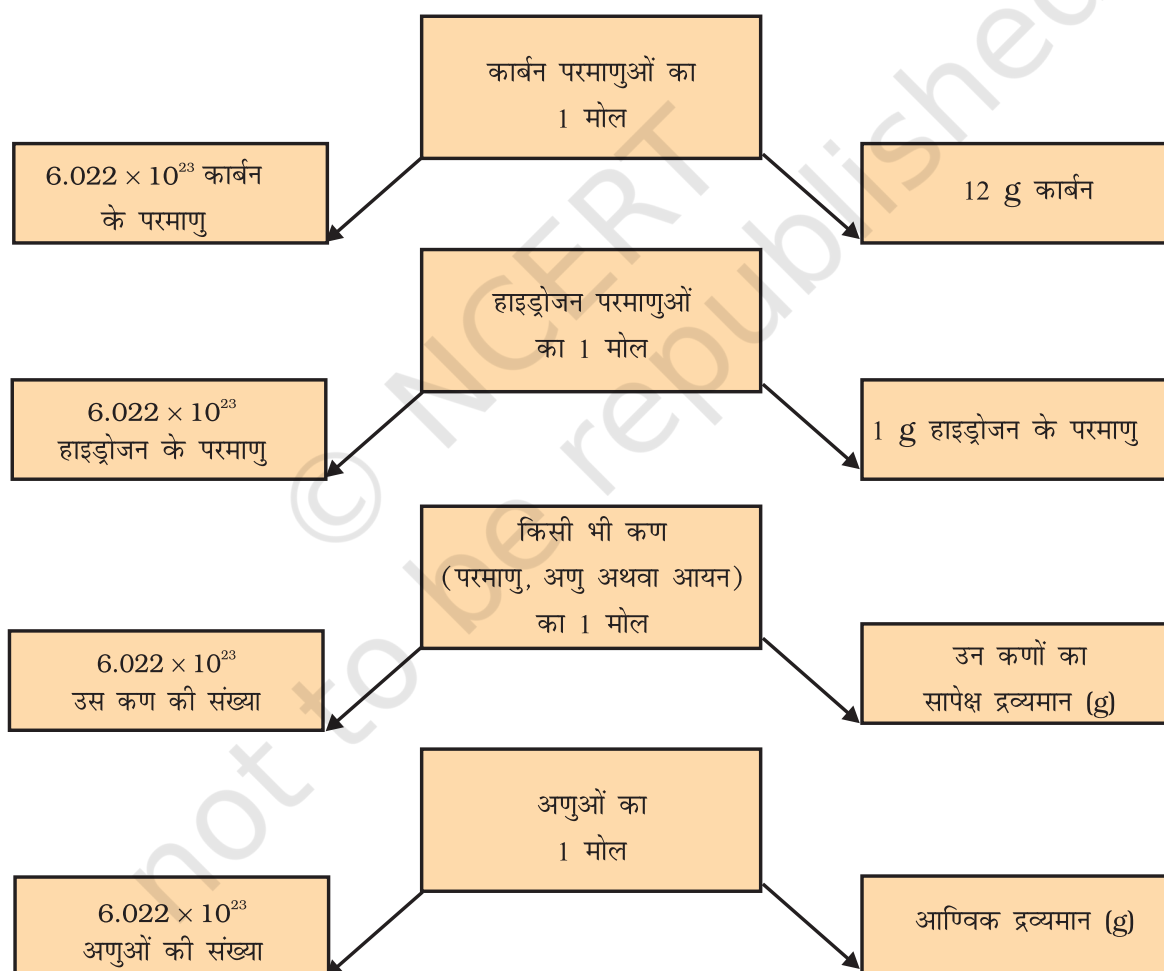 कार्बन परमाणुओं का
1 मोल
6.022 × 10²³ कार्बन
के परमाणु
12 g कार्बन
हाइड्रोजन परमाणुओं
का 1 मोल
6.022 × 10²³
हाइड्रोजन के परमाणु
1 g हाइड्रोजन के परमाणु
किसी भी कण
(परमाणु, अणु अथवा आयन)
का 1 मोल
6.022 × 10²³
उस कण की संख्या
उन कणों का
सापेक्ष द्रव्यमान (g)
अणुओं का
1 मोल
6.022 × 10²³
अणुओं की संख्या
आण्विक द्रव्यमान (g)
© NCERT
not to be republished